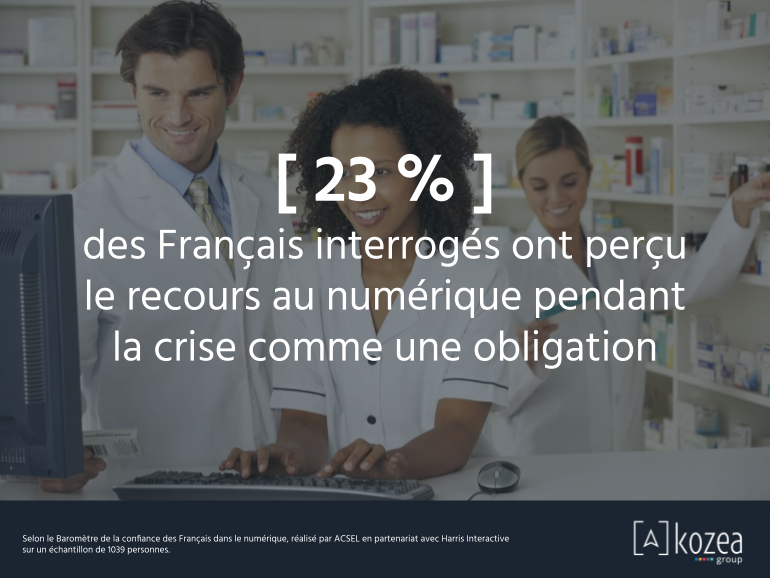 [ 23 % ]
des Français interrogés ont perçu
le recours au numérique pendant
la crise comme une obligation
Selon le Baromètre de la confiance des Français dans le numérique, réalisé par ACSEL en partenariat avec Harris Interactive
sur un échantillon de 1039 personnes.
[A] kozea
group